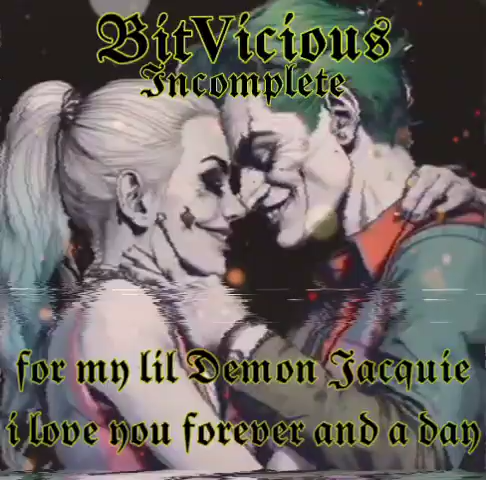 BitVicious
Incomplete
for my lil Demon Jacquie
i love you forever and a day